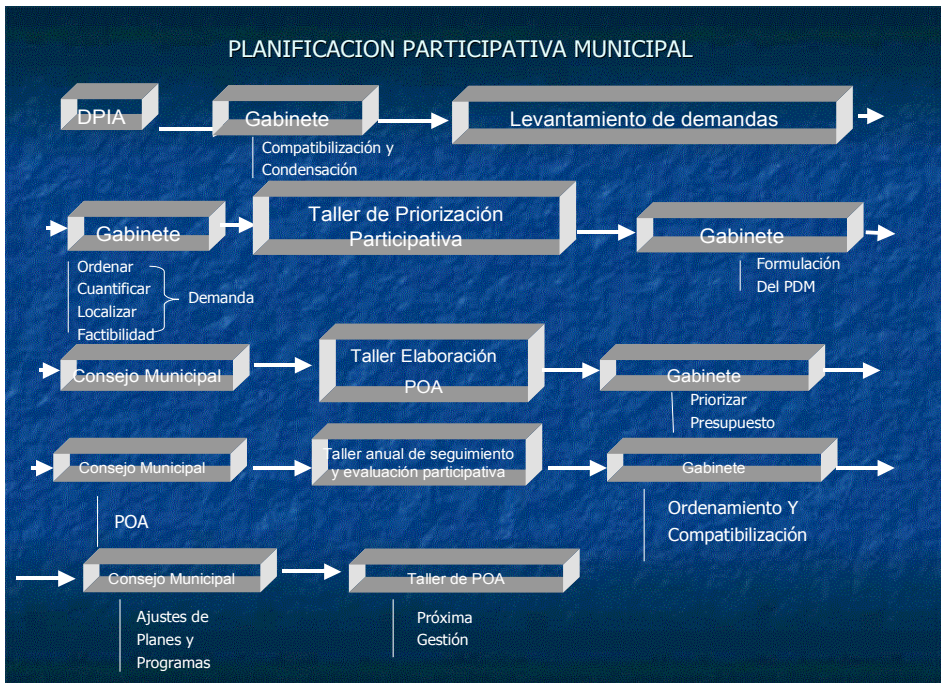 PLANIFICACION PARTICIPATIVA MUNICIPAL
DPIA
Gabinete
Levantamiento de demandas
Compatibilización y
Condensación
Gabinete
Taller de Priorización
Participativa
Gabinete
Ordenar
Cuantificar
Localizar
Factibilidad
Demanda
Formulación
Del PDM
Consejo Municipal
Taller Elaboración
POA
Gabinete
Priorizar
Presupuesto
Consejo Municipal
Taller anual de seguimiento
y evaluación participativa
Gabinete
POA
Ordenamiento Y
Compatibilización
Consejo Municipal
Taller de POA
Ajustes de
Planes y
Programas
Próxima
Gestión